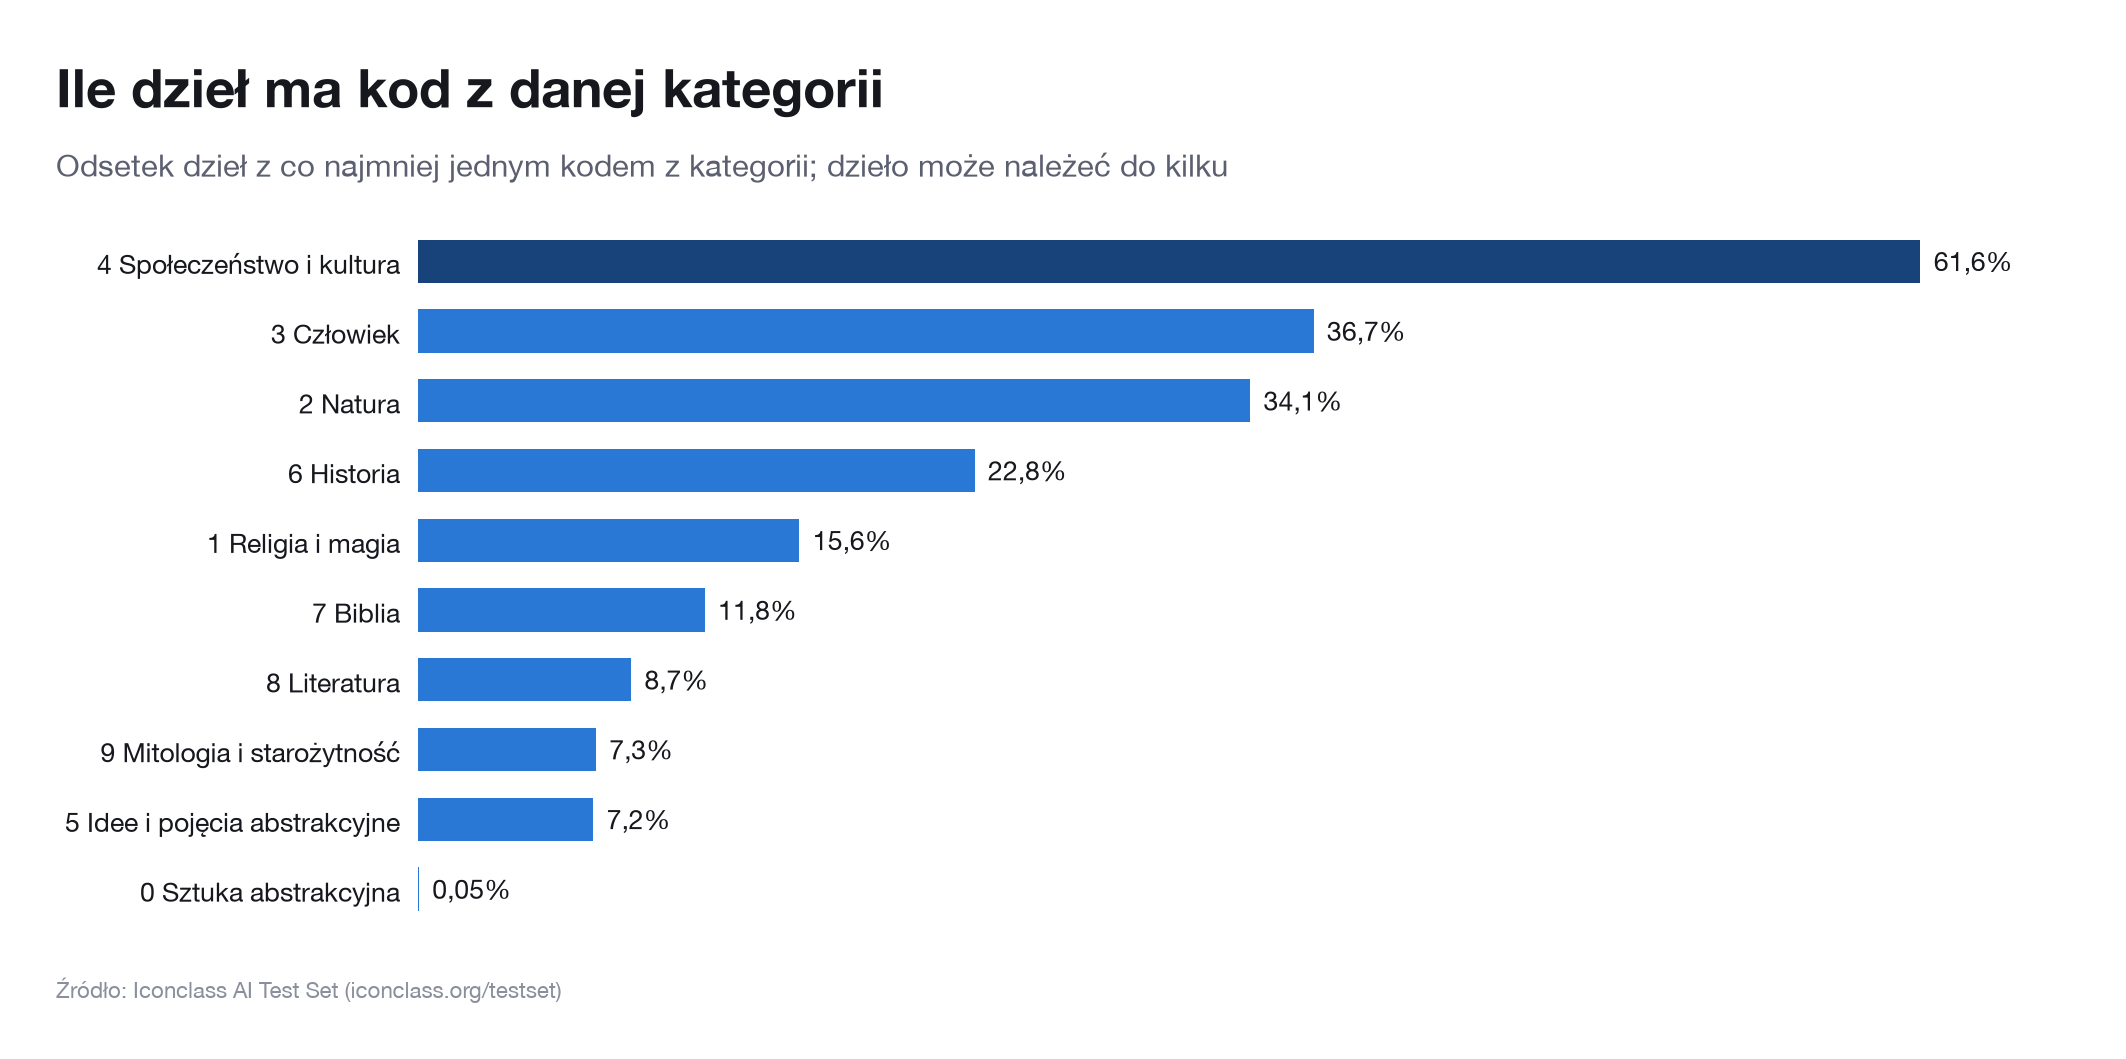 Ile dzieł ma kod z danej kategorii
Odsetek dzieł z co najmniej jednym kodem z kategorii; dzieło może należeć do kilku
4 Społeczeństwo i kultura 61,6%
3 Człowiek 36,7%
2 Natura 34,1%
6 Historia 22,8%
1 Religia i magia 15,6%
7 Biblia 11,8%
8 Literatura 8,7%
9 Mitologia i starożytność 7,3%
5 Idee i pojęcia abstrakcyjne 7,2%
0 Sztuka abstrakcyjna 0,05%
Źródło: Iconclass AI Test Set (iconclass.org/testset)